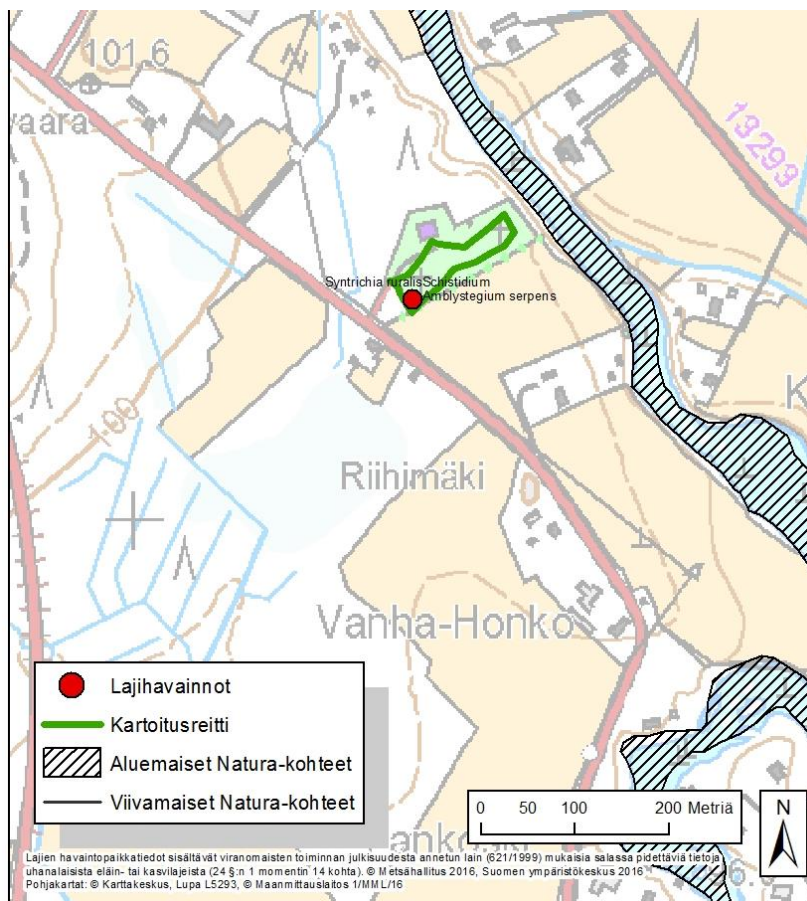 101.6
vaara
13293
Syntrichia ruralis Schistidium
Amblystegium serpens
100
Riihimäki
Vanha-Honko
Lajihavainnot
Kartoitusreitti
Aluemaiset Natura-kohteet
Viivamaiset Natura-kohteet
0 50 100 200 Metriä
N
Lajien havaintopaikkatiedot sisältävät viranomaisten toiminnan julkisuudesta annetun lain (621/1999) mukaisia salassa pidettäviä tietoja
uhanalaisista eläin- tai kasvilajeista (24 §:n 1 momentin 14 kohta). © Metsähallitus 2016, Suomen ympäristökeskus 2016
Pohjakartat: © Karttakeskus, Lupa L5293, © Maanmittauslaitos 1/MML/16